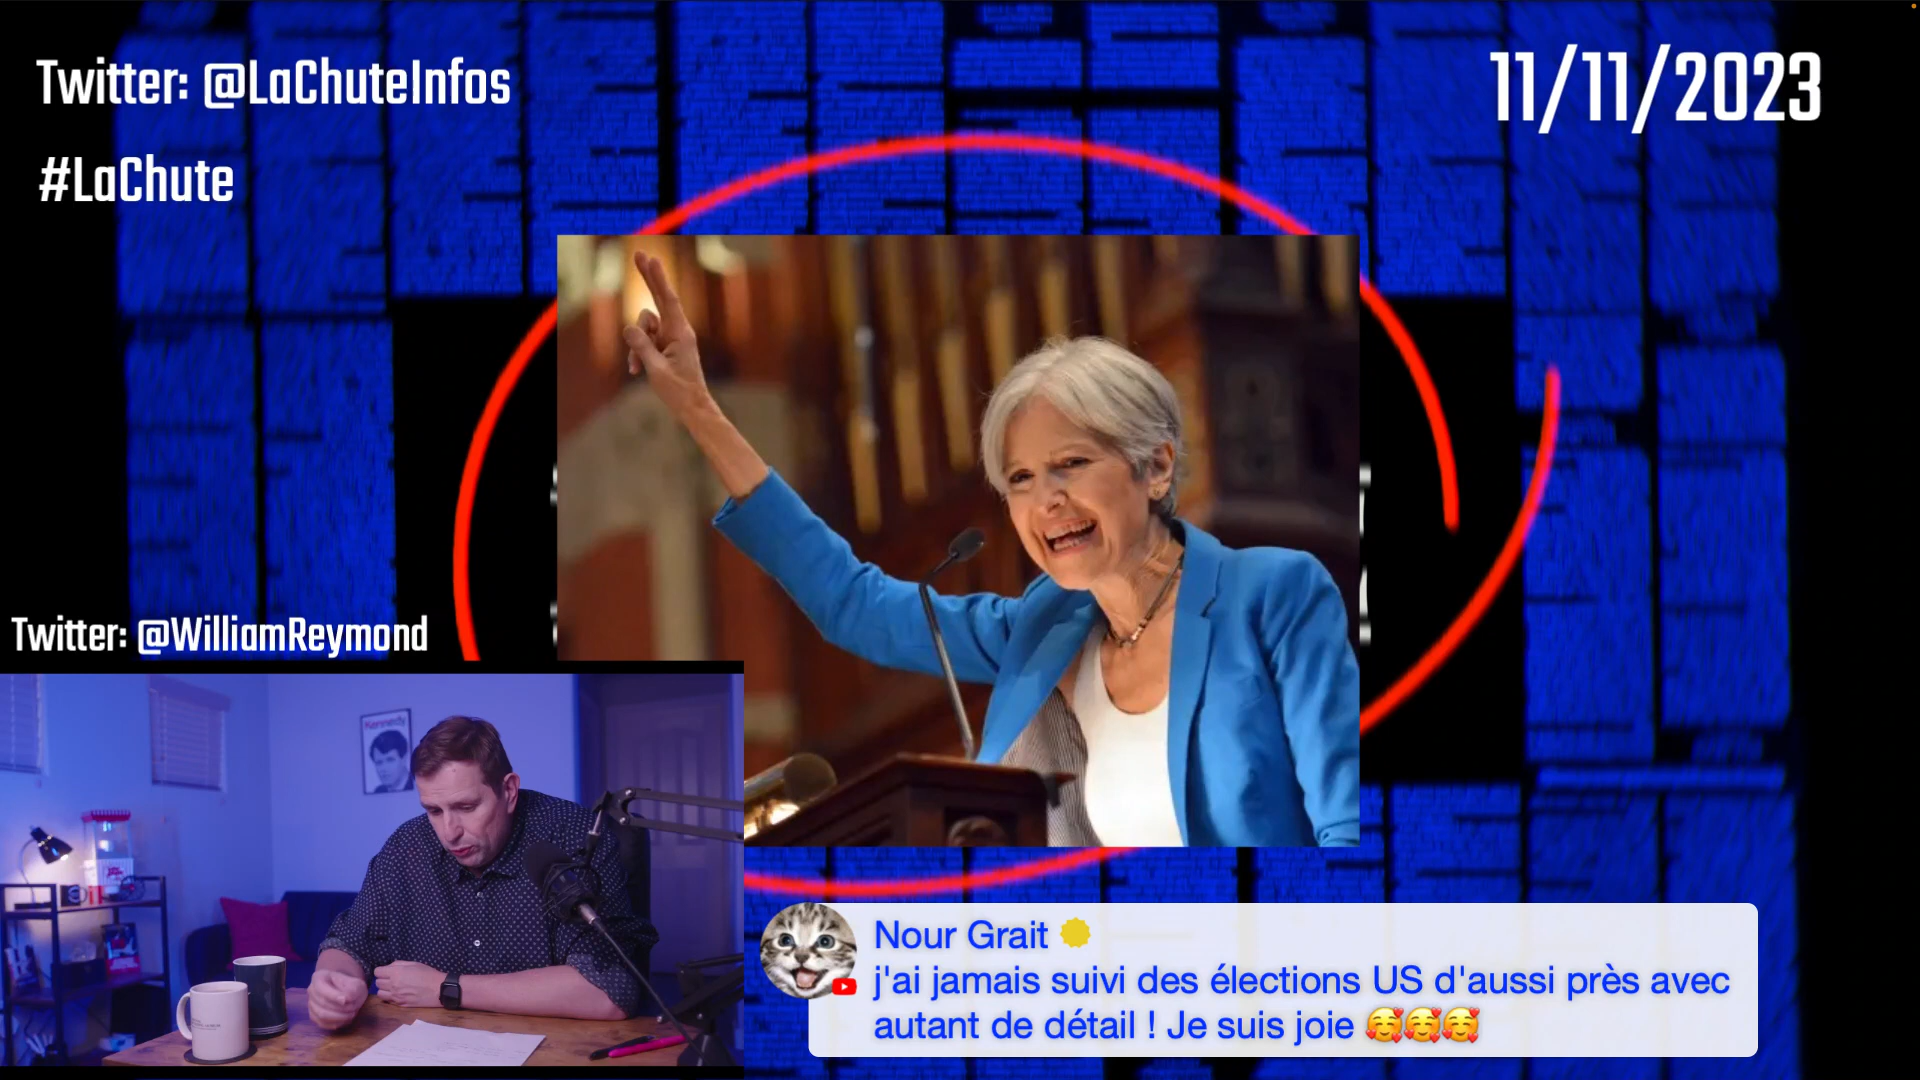 Twitter: @LaChuteInfos
11/11/2023
#LaChute
Twitter: @WilliamReymond
Kennedy
Nour Grait
j'ai jamais suivi des élections US d'aussi près avec
autant de détail ! Je suis joie 🥰🥰🥰